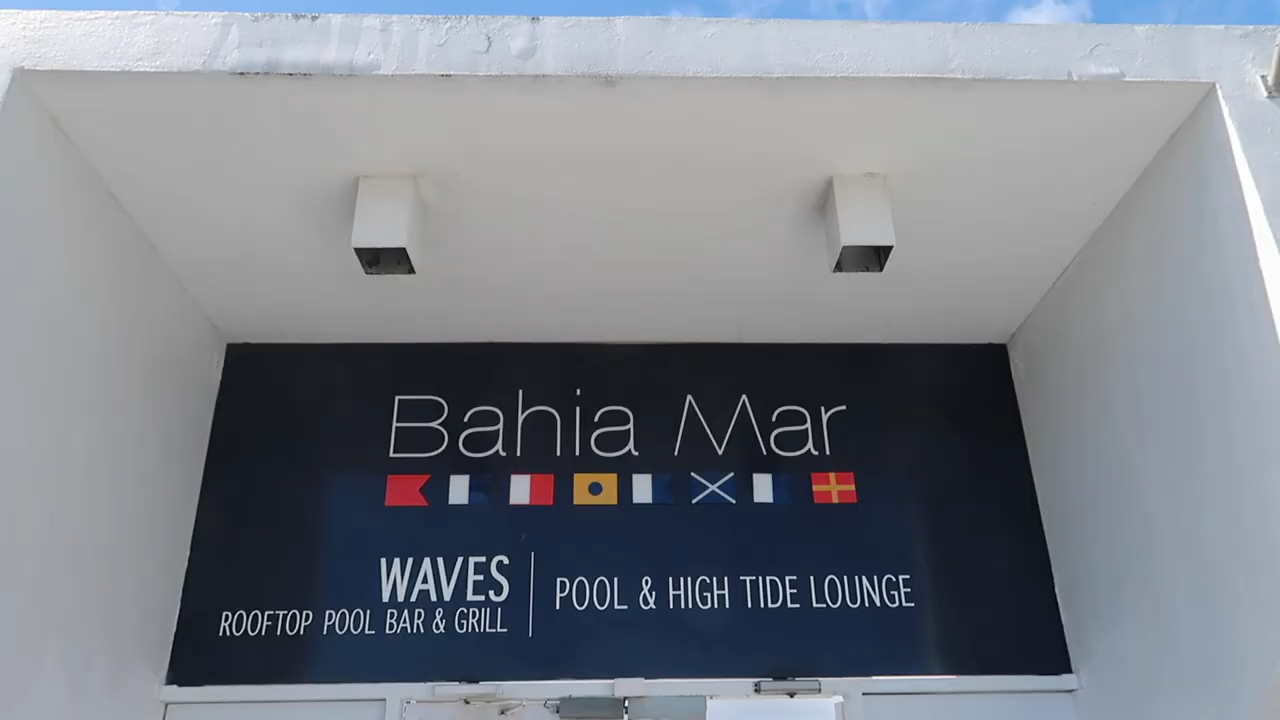 Bahia Mar
WAVES
ROOFTOP POOL BAR & GRILL
POOL & HIGH TIDE LOUNGE